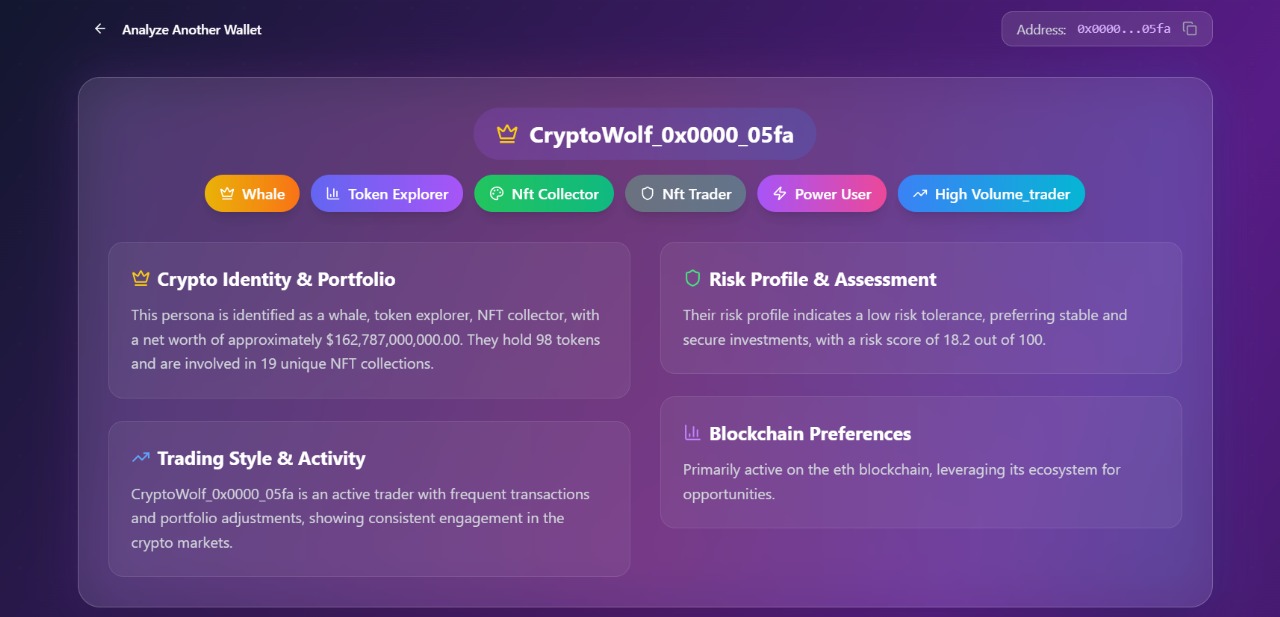 Analyze Another Wallet
Address: 0x0000...05fa
CryptoWolf_0x0000_05fa
Whale
Token Explorer
Nft Collector
Nft Trader
Power User
High Volume_trader
Crypto Identity & Portfolio
This persona is identified as a whale, token explorer, NFT collector, with
a net worth of approximately $162,787,000,000.00. They hold 98 tokens
and are involved in 19 unique NFT collections.
Risk Profile & Assessment
Their risk profile indicates a low risk tolerance, preferring stable and
secure investments, with a risk score of 18.2 out of 100.
Trading Style & Activity
CryptoWolf_0x0000_05fa is an active trader with frequent transactions
and portfolio adjustments, showing consistent engagement in the
crypto markets.
Blockchain Preferences
Primarily active on the eth blockchain, leveraging its ecosystem for
opportunities.